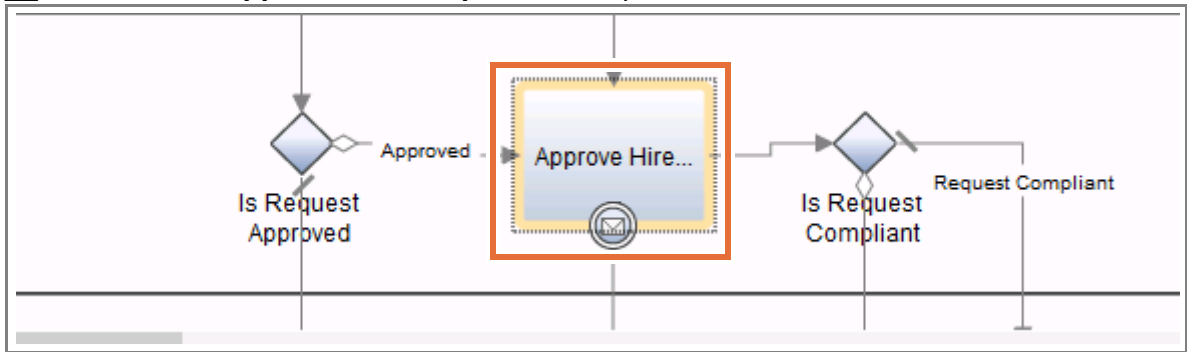 Approved
Approve Hire...
Request Compliant
Is Request
Approved
Is Request
Compliant